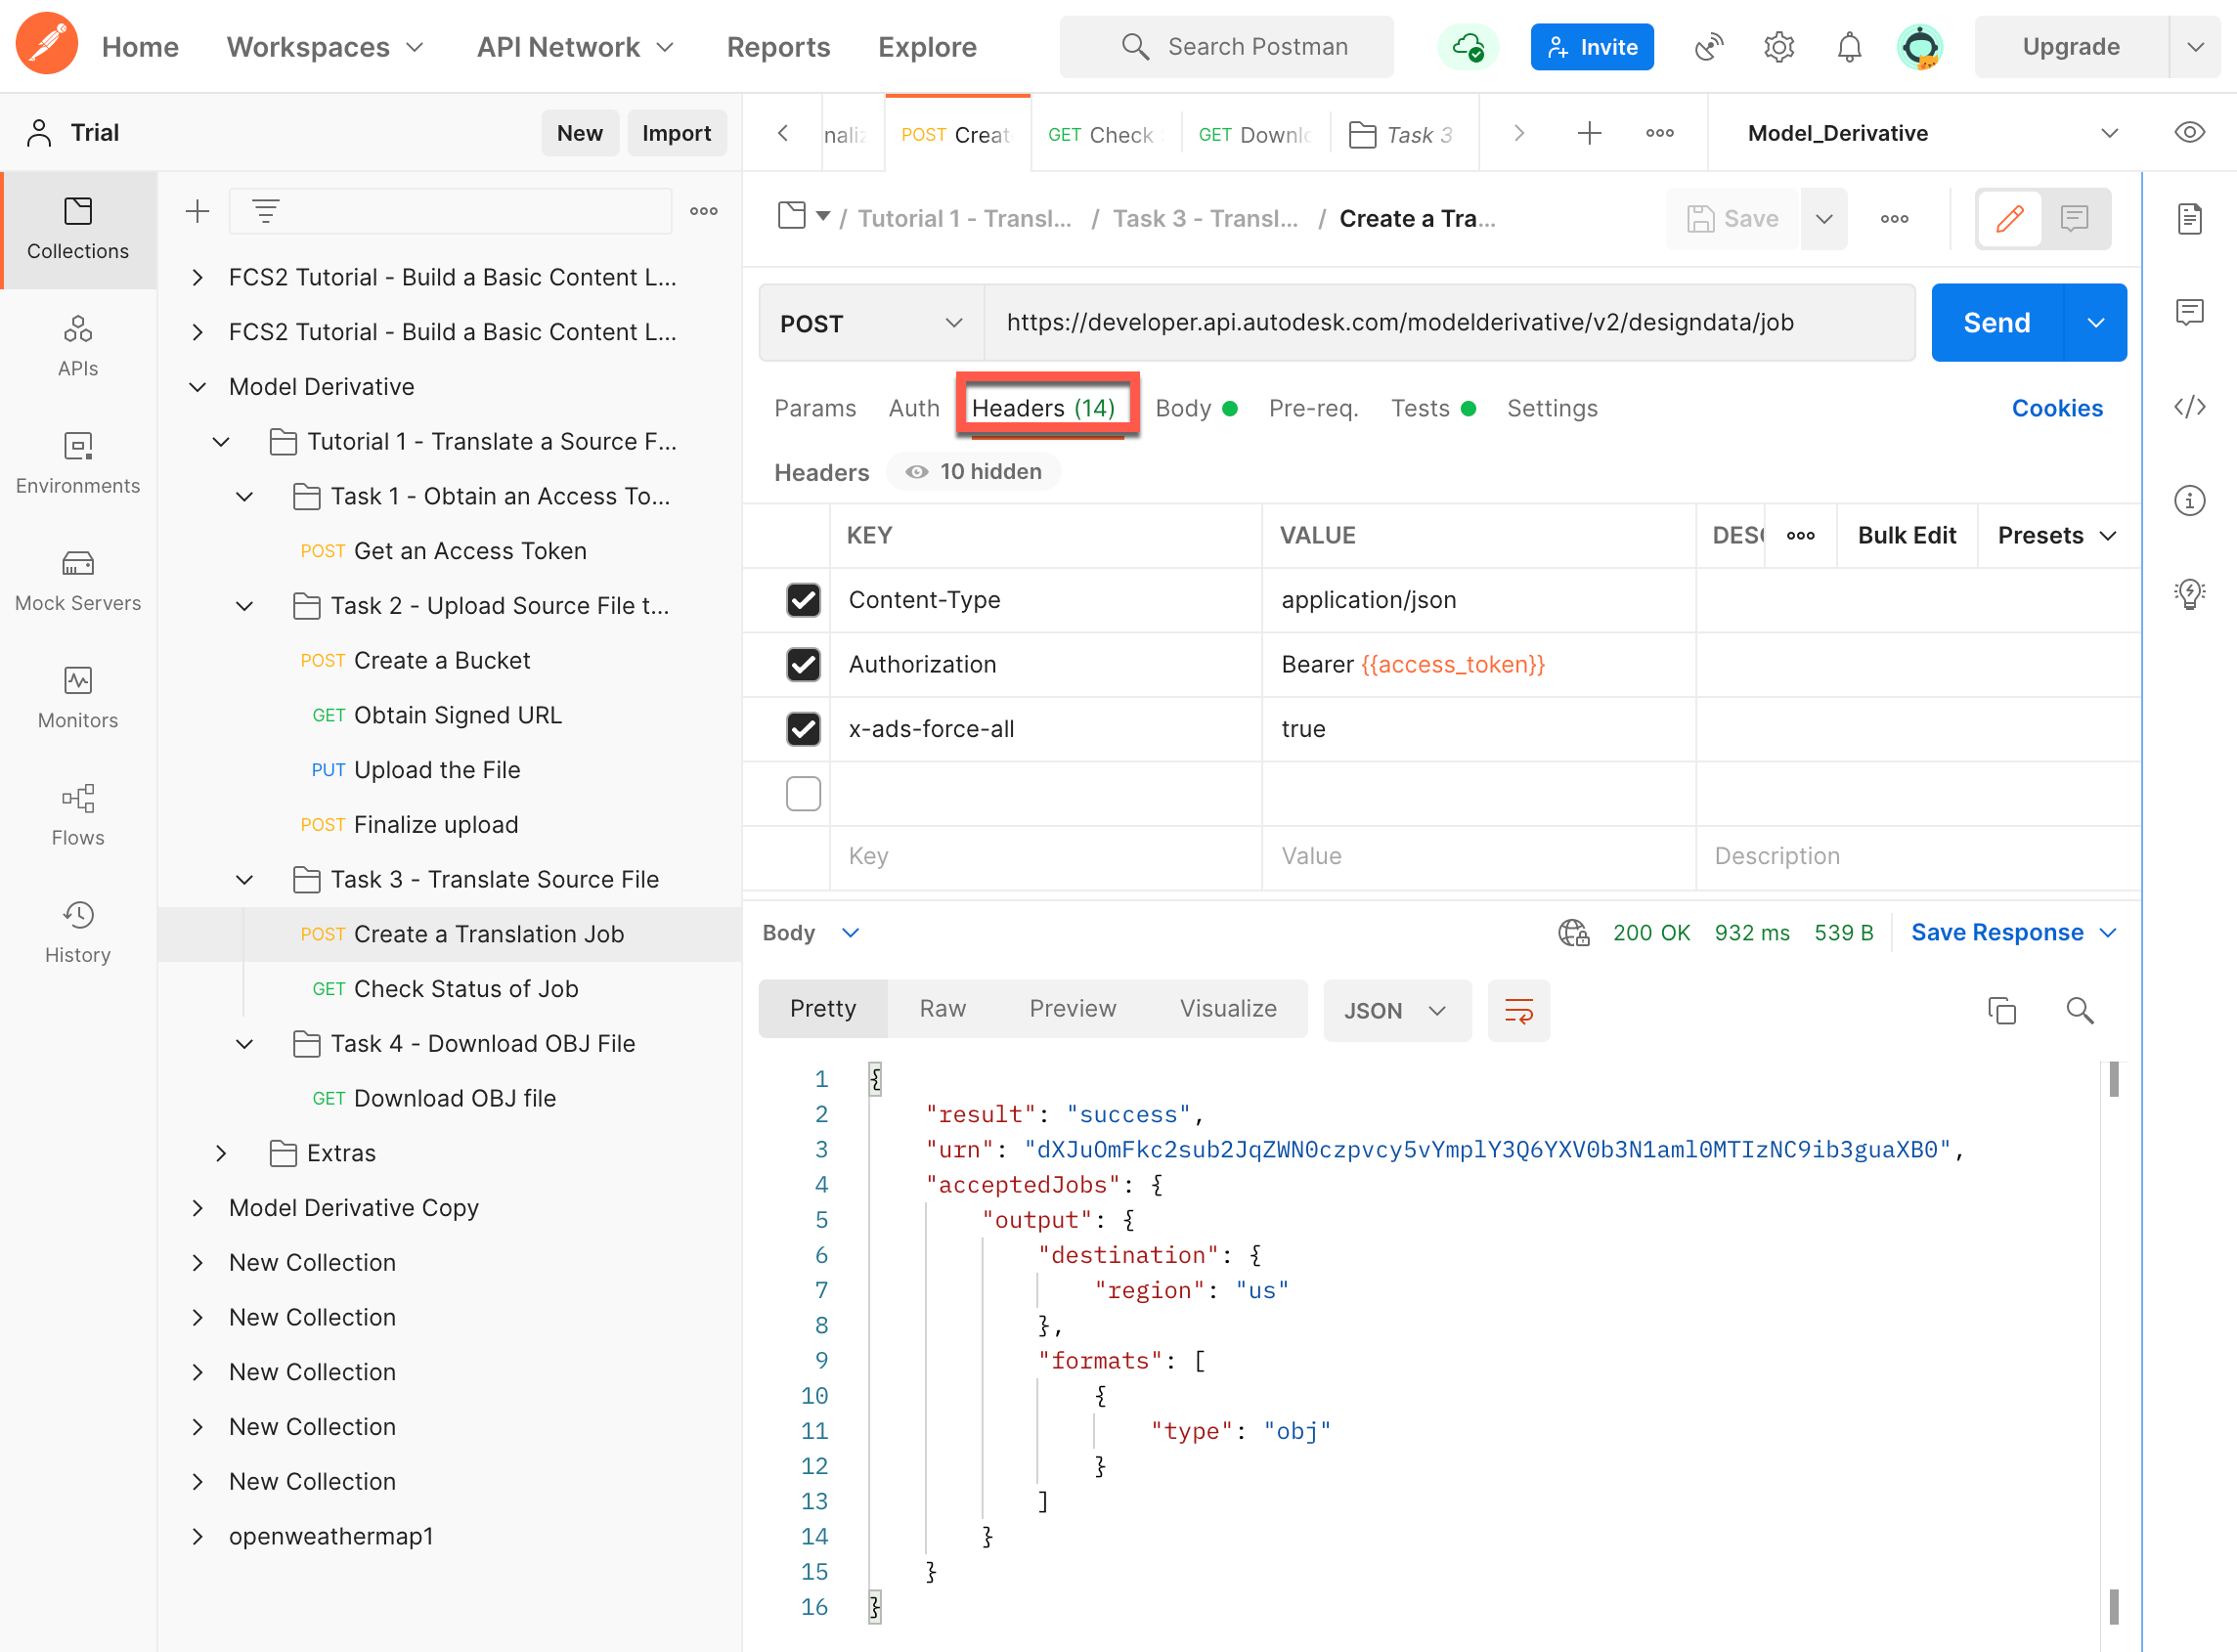 Home Workspaces API Network Reports Explore Search Postman Invite Upgrade
Trial New Import
naliz POST Creat GET Check S GET Downlo Task 3 Model_Derivative
Collections
APIs
Environments
Mock Servers
Monitors
Flows
History
FCS2 Tutorial - Build a Basic Content L...
FCS2 Tutorial - Build a Basic Content L...
Model Derivative
Tutorial 1 - Translate a Source F...
Task 1 - Obtain an Access To...
POST Get an Access Token
Task 2 - Upload Source File t...
POST Create a Bucket
GET Obtain Signed URL
PUT Upload the File
POST Finalize upload
Task 3 - Translate Source File
POST Create a Translation Job
GET Check Status of Job
Task 4 - Download OBJ File
GET Download OBJ file
Extras
Model Derivative Copy
New Collection
New Collection
New Collection
New Collection
New Collection
openweathermap1
/ Tutorial 1 - Transl... / Task 3 - Transl... / Create a Tra... Save
POST https://developer.api.autodesk.com/modelderivative/v2/designdata/job Send
Params Auth Headers (14) Body Pre-req. Tests Settings Cookies
Headers 10 hidden
KEY VALUE DESC Bulk Edit Presets
Content-Type application/json
Authorization Bearer {{access_token}}
x-ads-force-all true
Key Value Description
Body 200 OK 932 ms 539 B Save Response
Pretty Raw Preview Visualize JSON
1 {
2 "result": "success",
3 "urn": "dXJuOmFkc2sub2JqZWN0czpvcy5vYmplY3Q6YXV0b3N1aml0MTIzNC9ib3guaXB0",
4 "acceptedJobs": {
5 "output": {
6 "destination": {
7 "region": "us"
8 },
9 "formats": [
10 {
11 "type": "obj"
12 }
13 ]
14 }
15 }
16 }